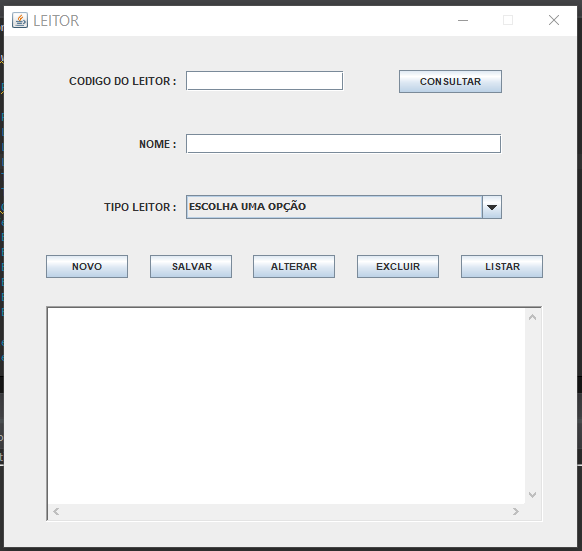 LEITOR
CODIGO DO LEITOR : CONSULTAR
NOME :
TIPO LEITOR : ESCOLHA UMA OPÇÃO
NOVO SALVAR ALTERAR EXCLUIR LISTAR